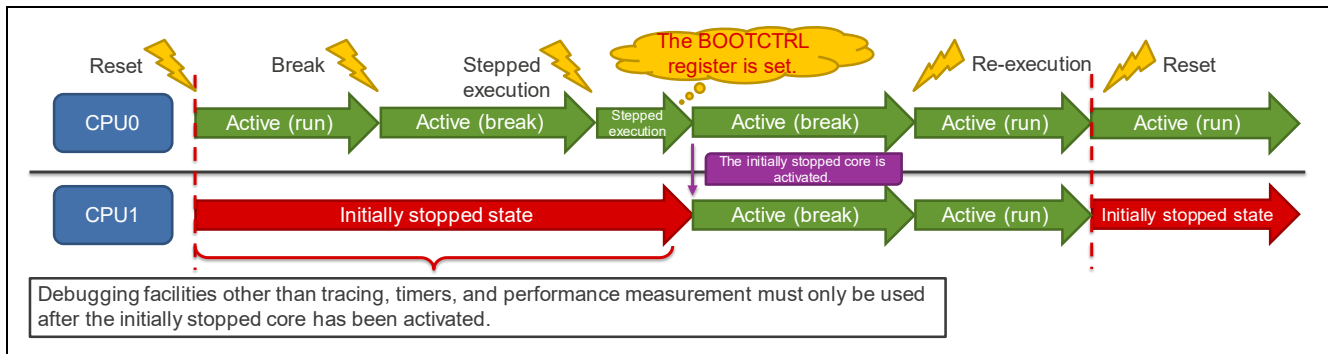 The BOOTCTRL
register is set.
Reset
Break
Stepped
execution
Re-execution
Reset
CPU0
Active (run)
Active (break)
Stepped
execution
Active (break)
Active (run)
Active (run)
The initially stopped core is
activated.
CPU1
Initially stopped state
Active (break)
Active (run)
Initially stopped state
Debugging facilities other than tracing, timers, and performance measurement must only be used
after the initially stopped core has been activated.